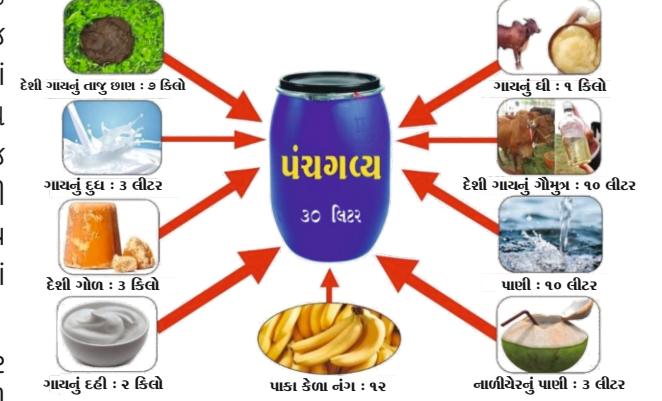 દેશી ગાયનું તાજુ છાણ : ૭ કિલો
ગાયનું ઘી : ૧ કિલો
ગાયનું દુધ : ૩ લીટર
પંચગવ્ય
૩૦ લિટર
દેશી ગાયનું ગૌમુત્ર : ૧૦ લીટર
દેશી ગોળ : ૩ કિલો
પાણી : ૧૦ લીટર
ગાયનું દહી : ૨ કિલો
પાકા કેળા નંગ : ૧૨
નાળીયેરનું પાણી : ૩ લીટર